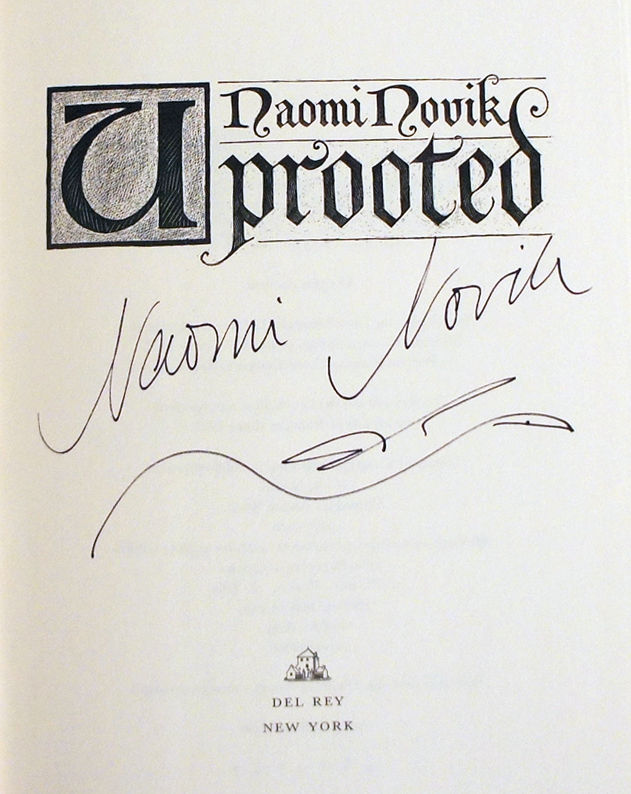 Naomi Novik
Uprooted
Naomi Novik
DEL REY
NEW YORK